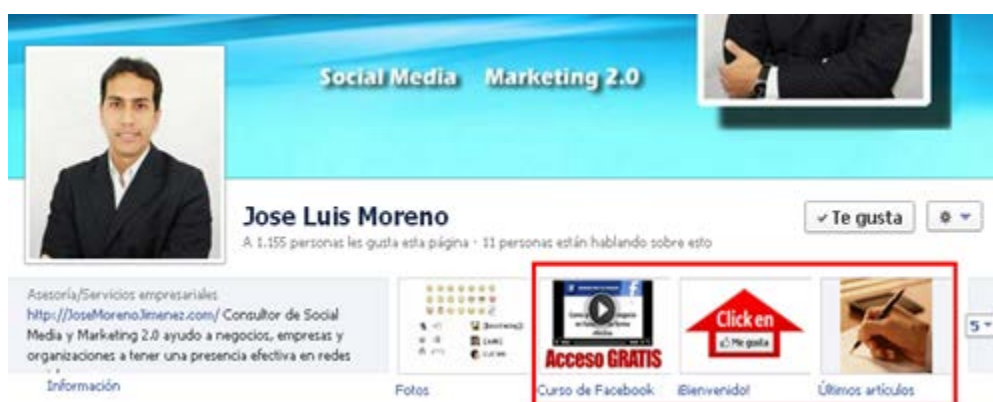 Social Media Marketing 2.0
Jose Luis Moreno
A 1.155 personas les gusta esta página · 11 personas están hablando sobre esto
✓ Te gusta
Asesoría/Servicios empresariales
http://JoseMorenoJimenez.com/ Consultor de Social
Media y Marketing 2.0 ayudo a negocios, empresas y
organizaciones a tener una presencia efectiva en redes
Información
Fotos
Acceso GRATIS
Curso de Facebook
Click en
Me gusta
¡Bienvenido!
Últimos artículos
5